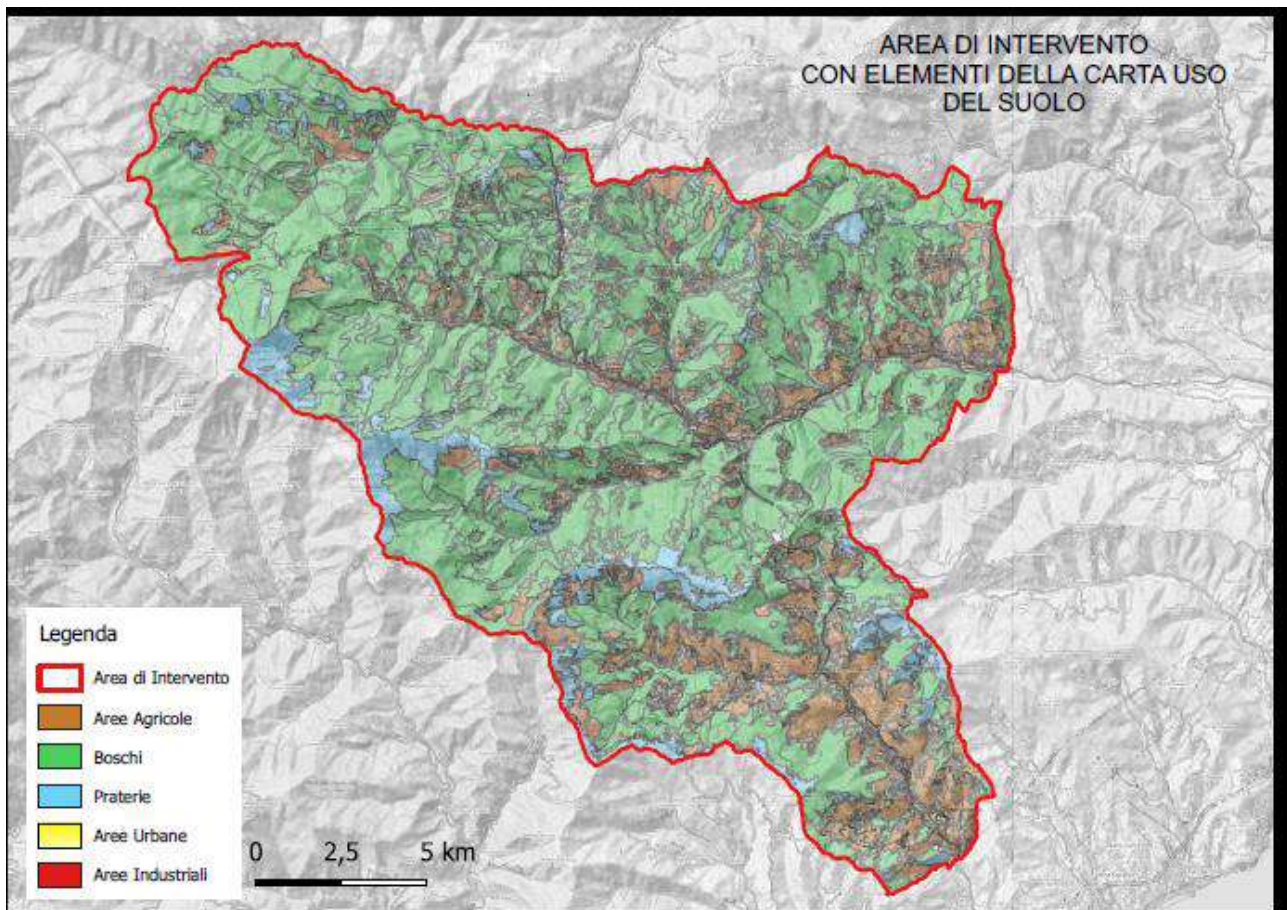 AREA DI INTERVENTO
CON ELEMENTI DELLA CARTA USO
DEL SUOLO
Legenda
Area di Intervento
Aree Agricole
Boschi
Praterie
Aree Urbane
Aree Industriali
0 2,5 5 km